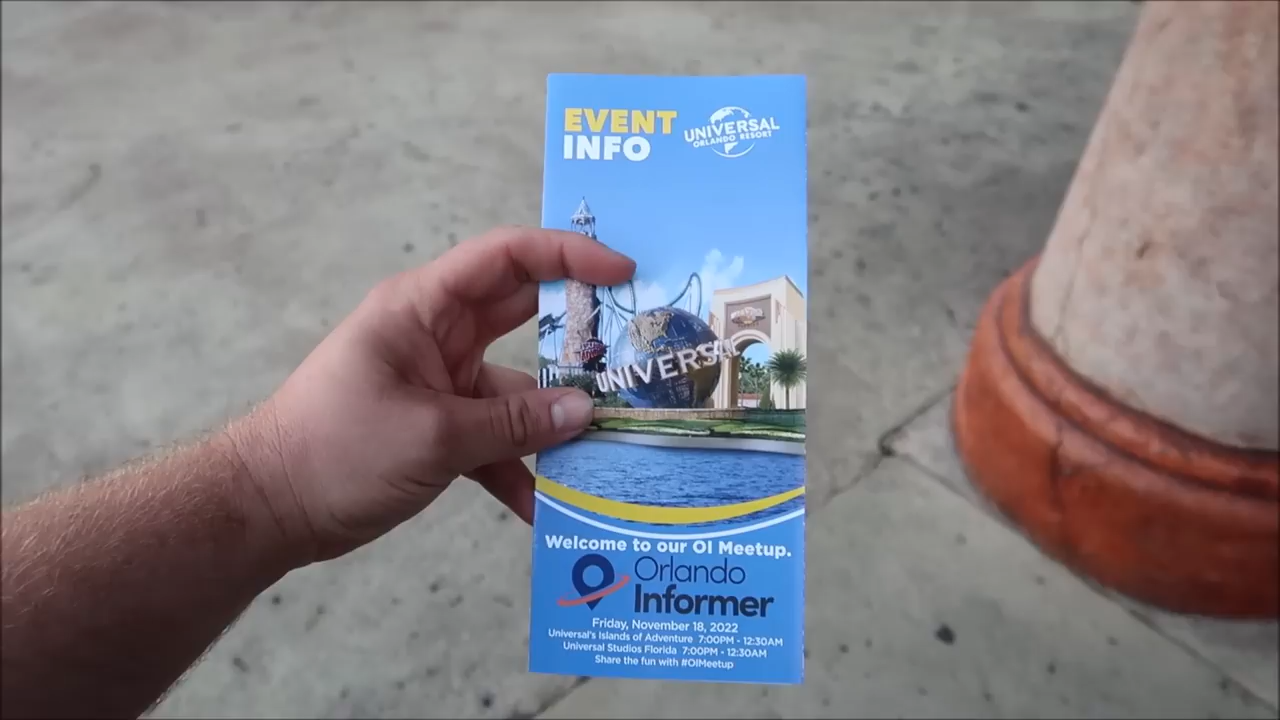 EVENT
INFO
UNIVERSAL
ORLANDO RESORT
UNIVERSAL
Welcome to our OI Meetup.
Orlando
Informer
Friday, November 18, 2022
Universal's Islands of Adventure 7:00PM - 12:30AM
Universal Studios Florida 7:00PM - 12:30AM
Share the fun with #OIMeetup